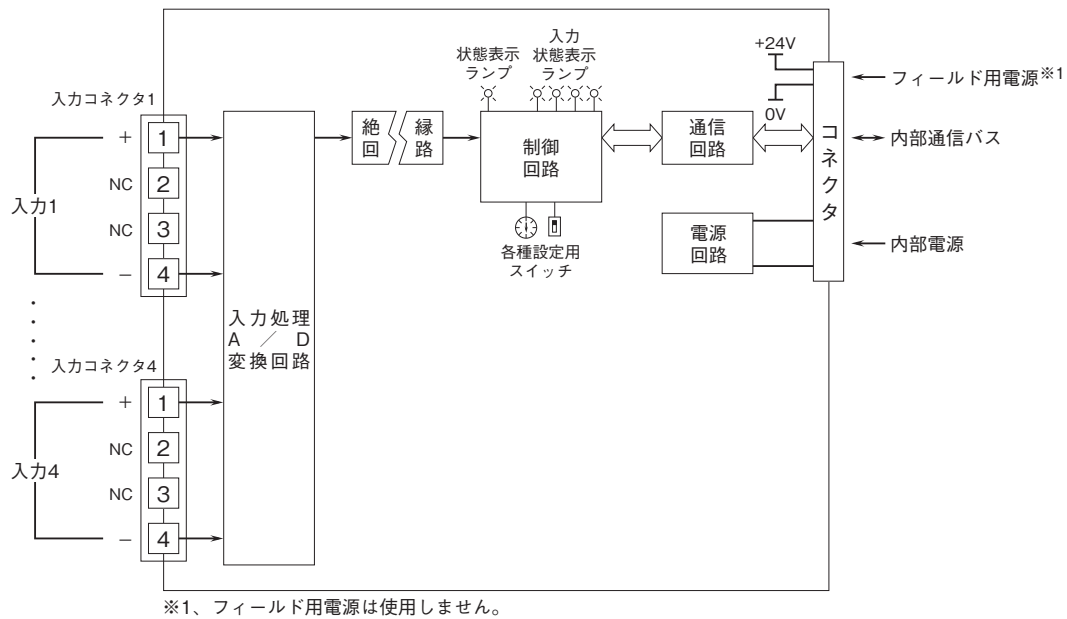 状態表示
ランプ
入力
状態表示
ランプ
+24V
0V
フィールド用電源※1
入力コネクタ1
+ 1
NC 2
NC 3
− 4
入力1
絶 縁
回 路
制御
回路
通信
回路
コネクタ
内部通信バス
各種設定用
スイッチ
電源
回路
内部電源
入力処理
A ／ D
変換回路
入力コネクタ4
+ 1
NC 2
NC 3
− 4
入力4
※1、フィールド用電源は使用しません。